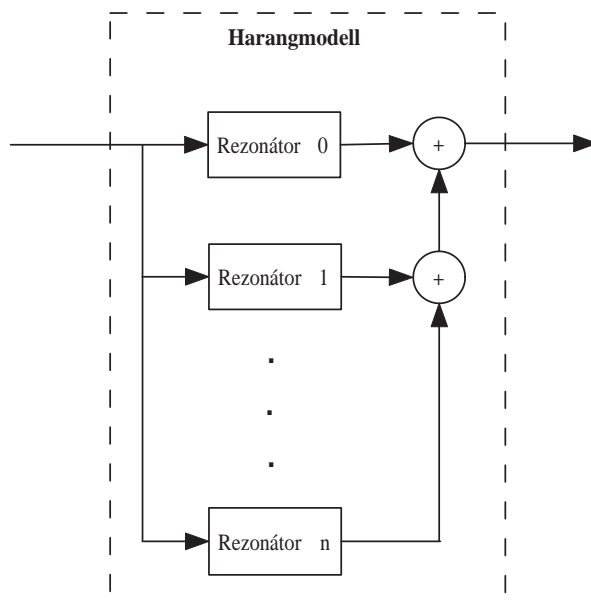 Harangmodell
Rezonátor 0
+
Rezonátor 1
+
.
.
.
Rezonátor n